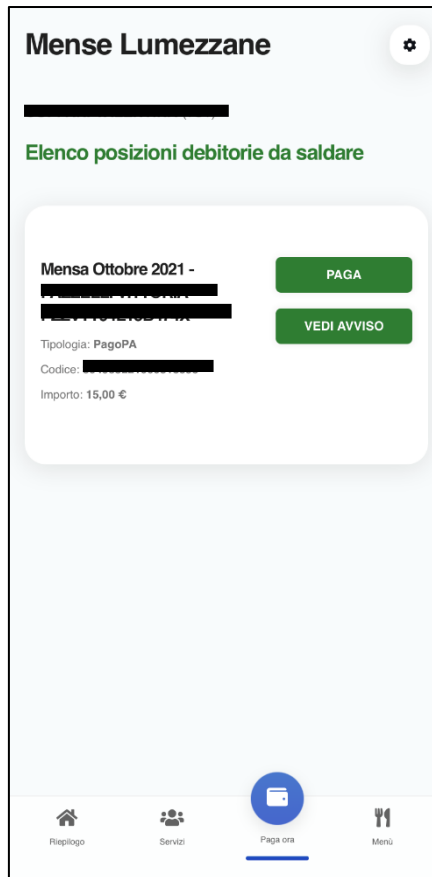 Mense Lumezzane
Elenco posizioni debitorie da saldare
Mensa Ottobre 2021 -
PAGA
VEDI AVVISO
Tipologia: PagoPA
Codice:
Importo: 15,00 €
Riepilogo
Servizi
Paga ora
Menù